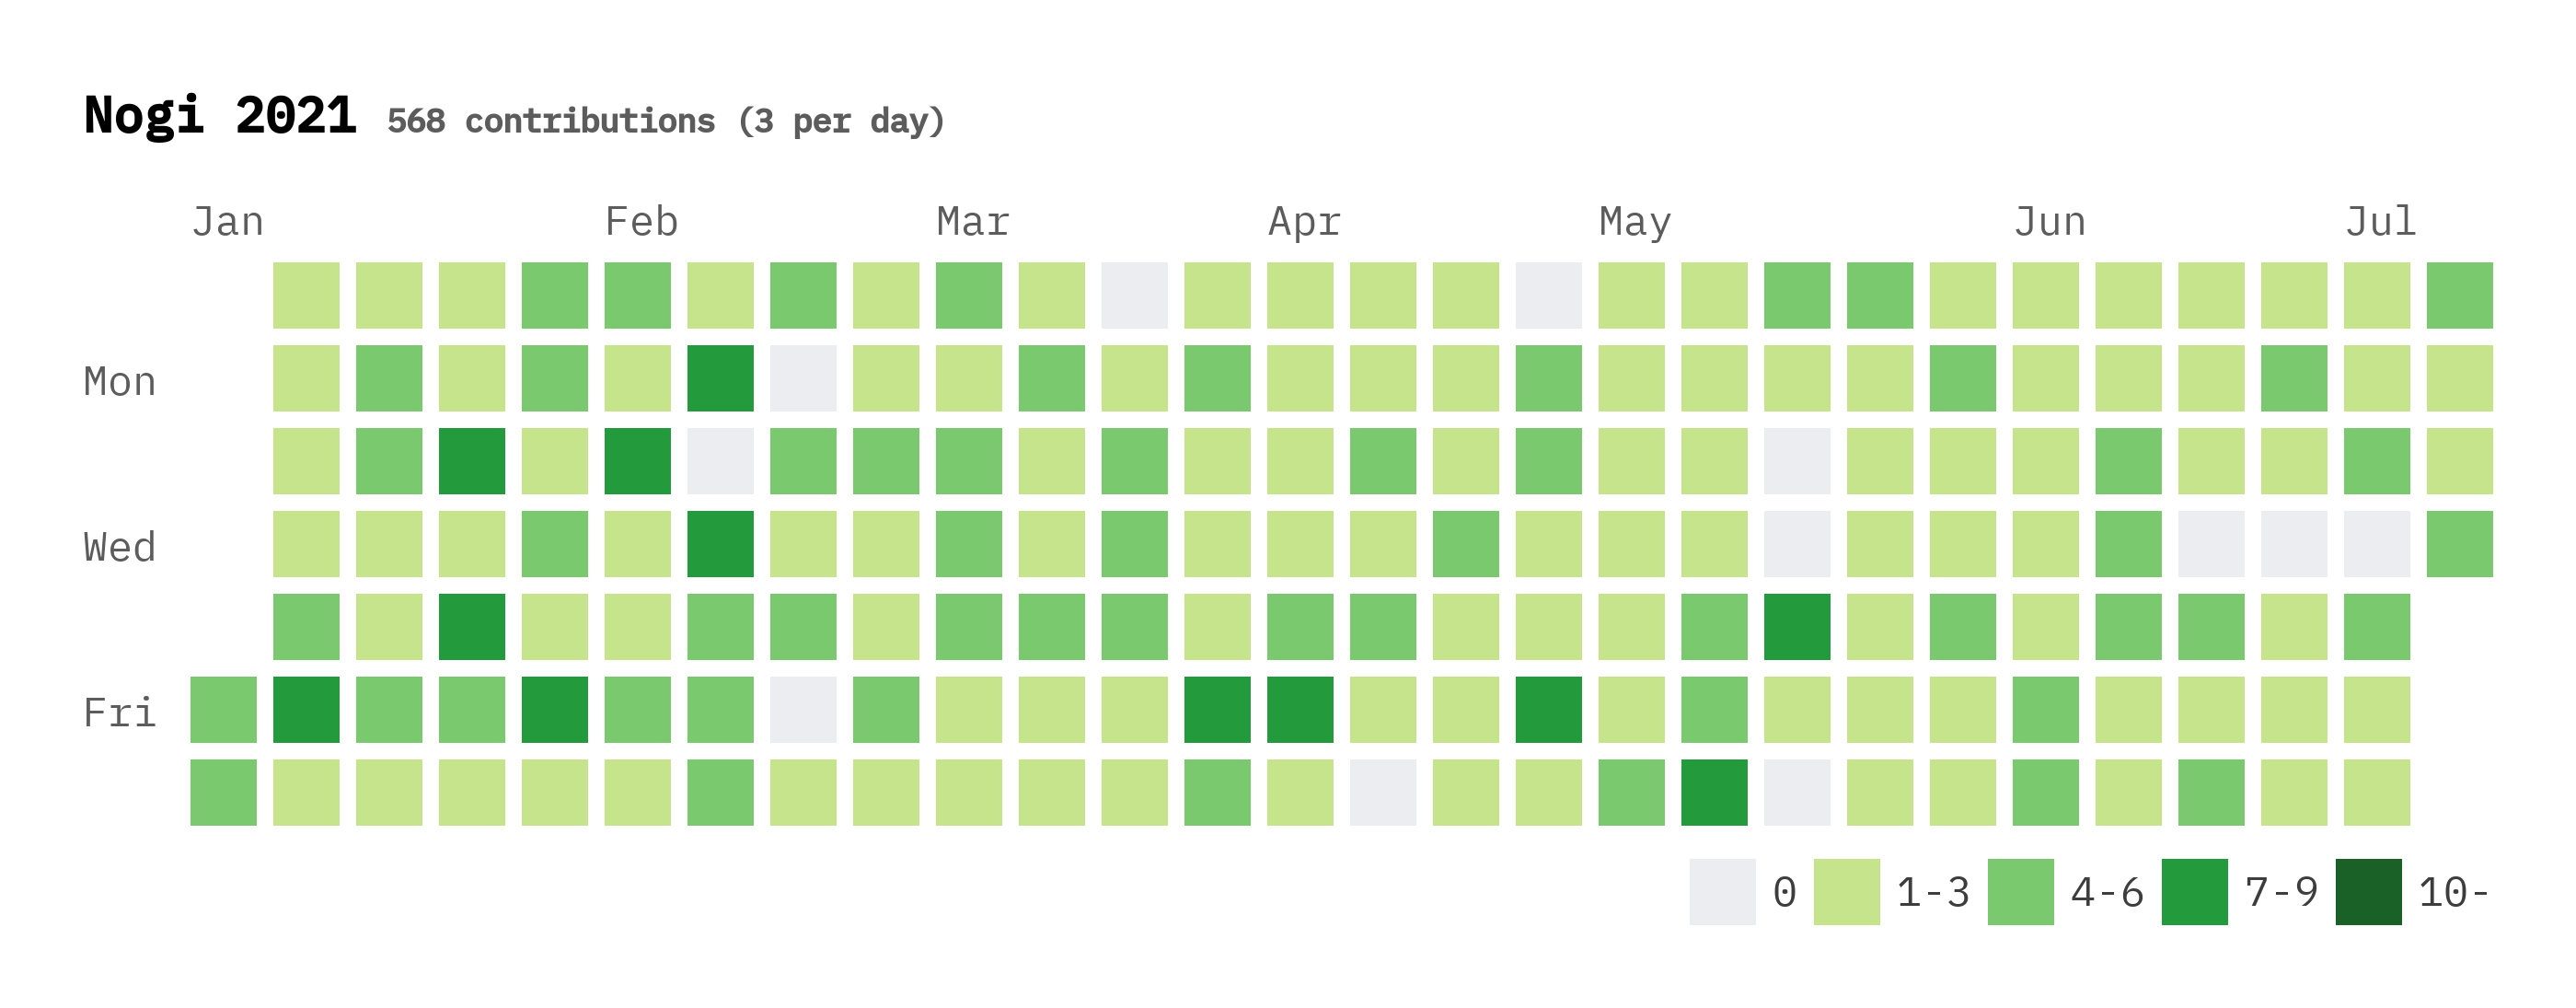 Nogi 2021 568 contributions (3 per day)
Jan Feb Mar Apr May Jun Jul
Mon
Wed
Fri
0 1-3 4-6 7-9 10-